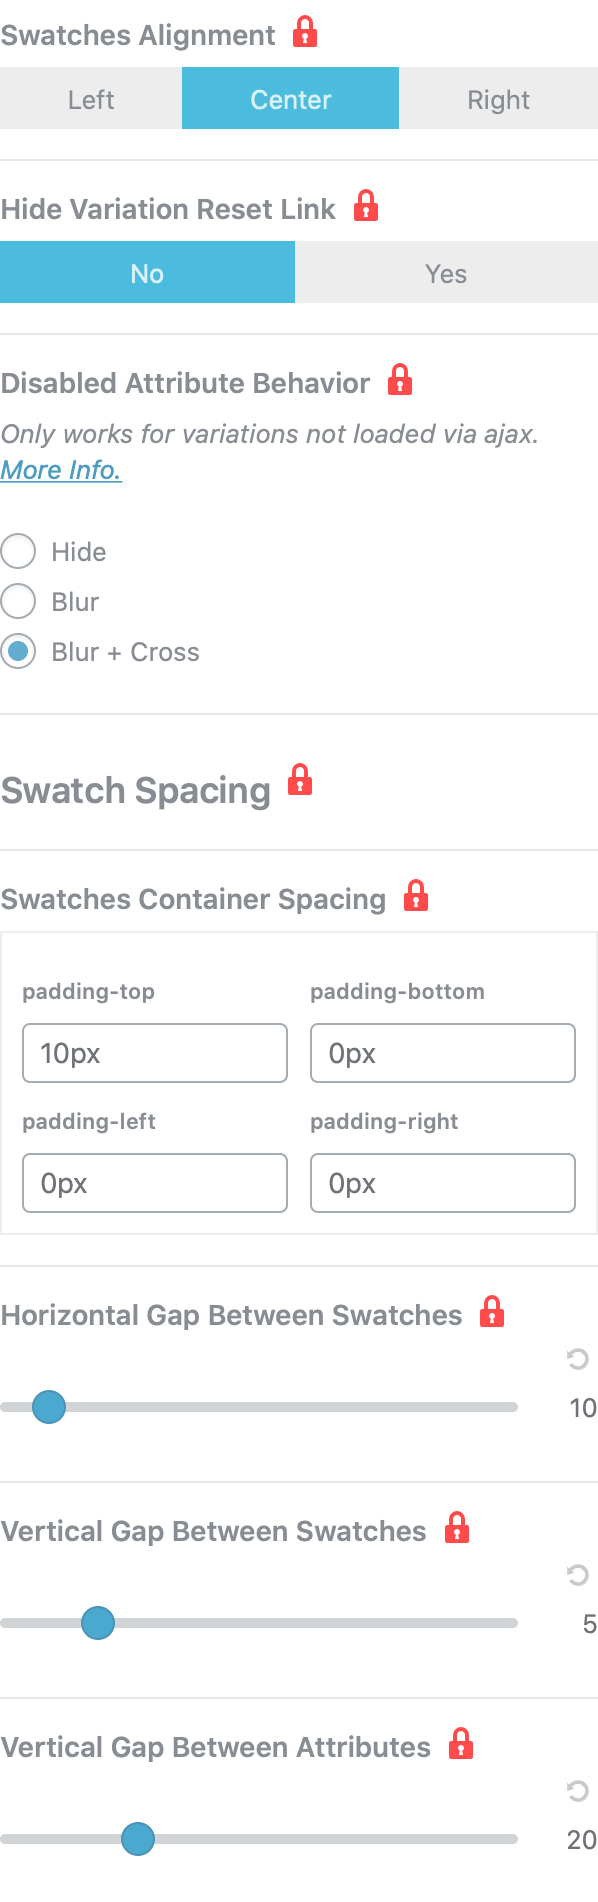 Swatches Alignment
Left Center Right
Hide Variation Reset Link
No Yes
Disabled Attribute Behavior
Only works for variations not loaded via ajax.
More Info.
Hide
Blur
Blur + Cross
Swatch Spacing
Swatches Container Spacing
padding-top padding-bottom
10px 0px
padding-left padding-right
0px 0px
Horizontal Gap Between Swatches
10
Vertical Gap Between Swatches
5
Vertical Gap Between Attributes
20